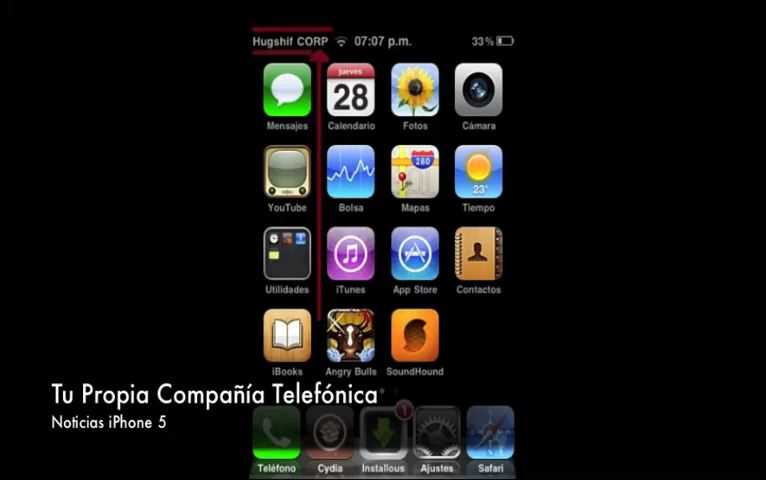 Hugshif CORP 07:07 p.m. 33%
jueves
28
280
23°
Mensajes Calendario Fotos Cámara
YouTube Bolsa Mapas Tiempo
Utilidades iTunes App Store Contactos
iBooks Angry Bulls SoundHound
Tu Propia Compañía Telefónica
Noticias iPhone 5
1
Teléfono Cydia Installous Ajustes Safari